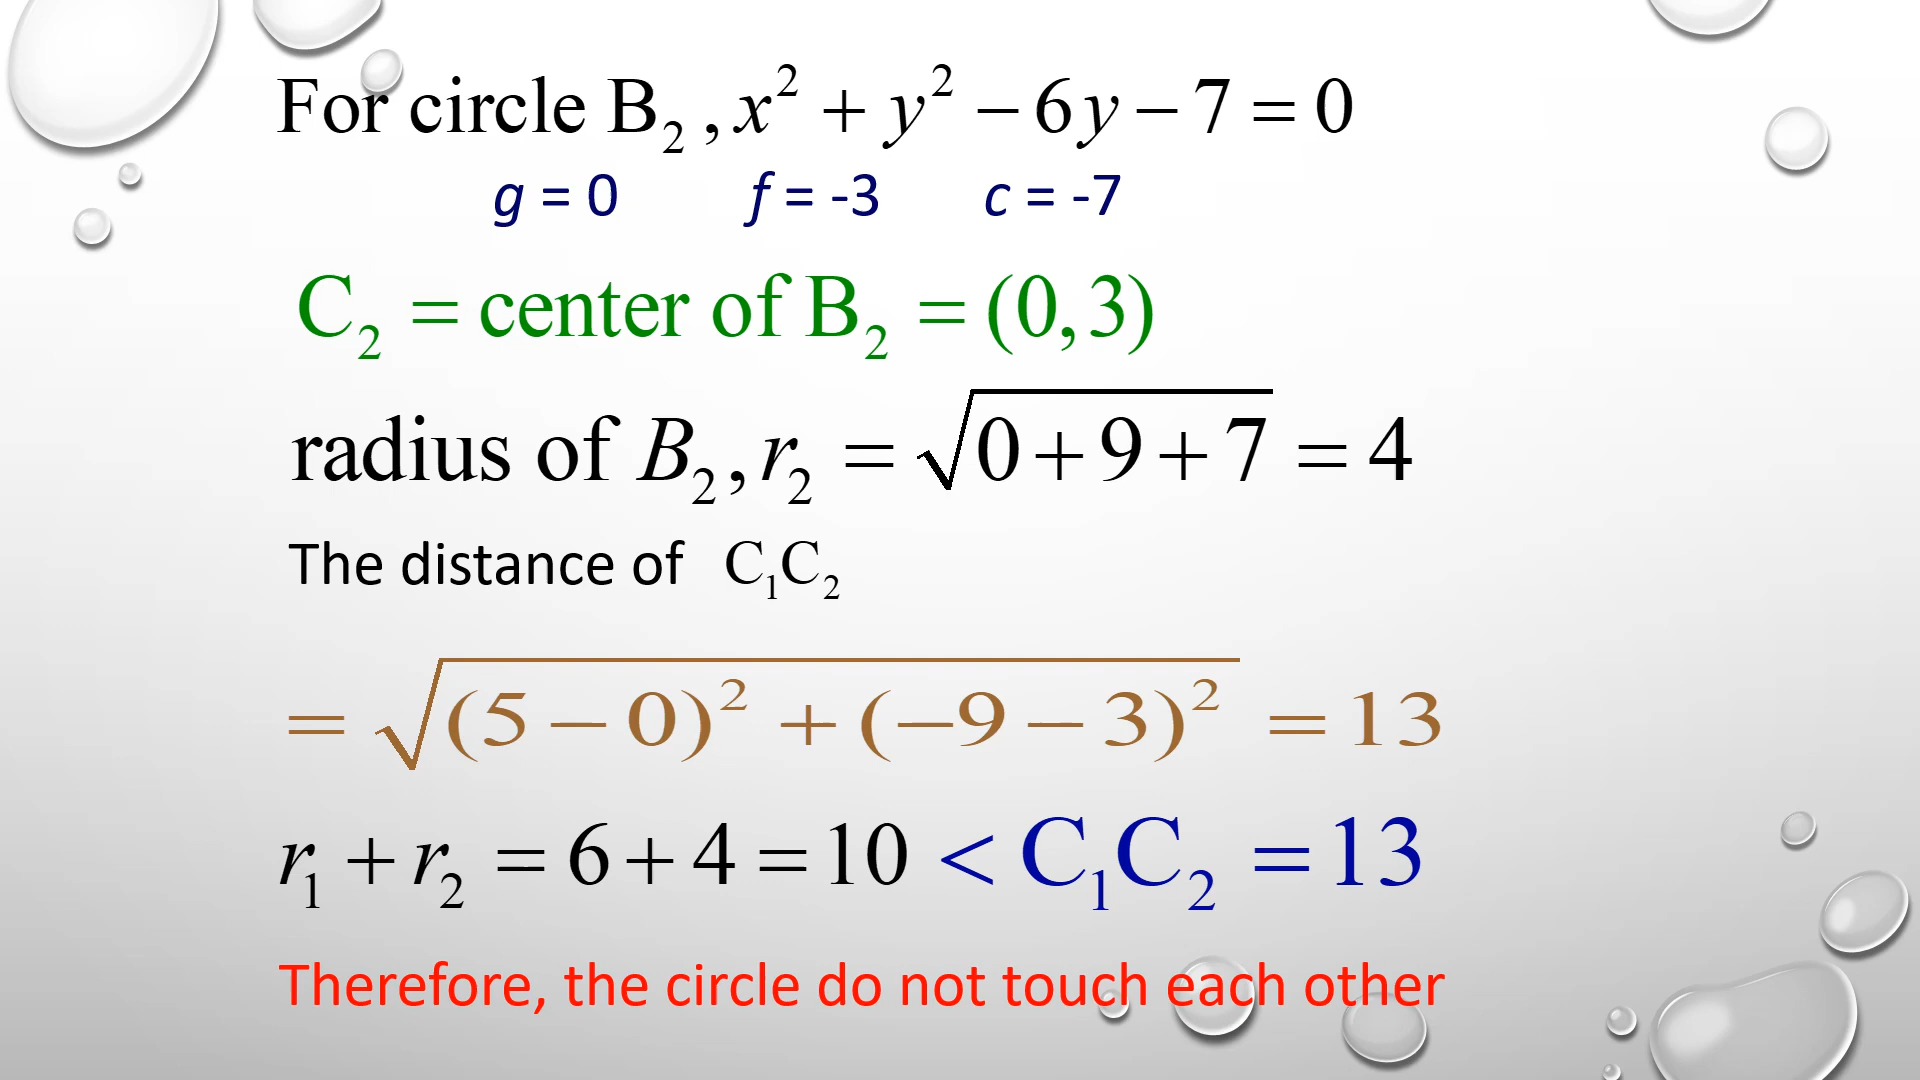 For circle B₂, x² + y² − 6y − 7 = 0
g = 0 f = -3 c = -7
C₂ = center of B₂ = (0, 3)
radius of B₂, r₂ = √(0 + 9 + 7) = 4
The distance of C₁C₂
= √((5 − 0)² + (−9 − 3)²) = 13
r₁ + r₂ = 6 + 4 = 10 < C₁C₂ = 13
Therefore, the circle do not touch each other